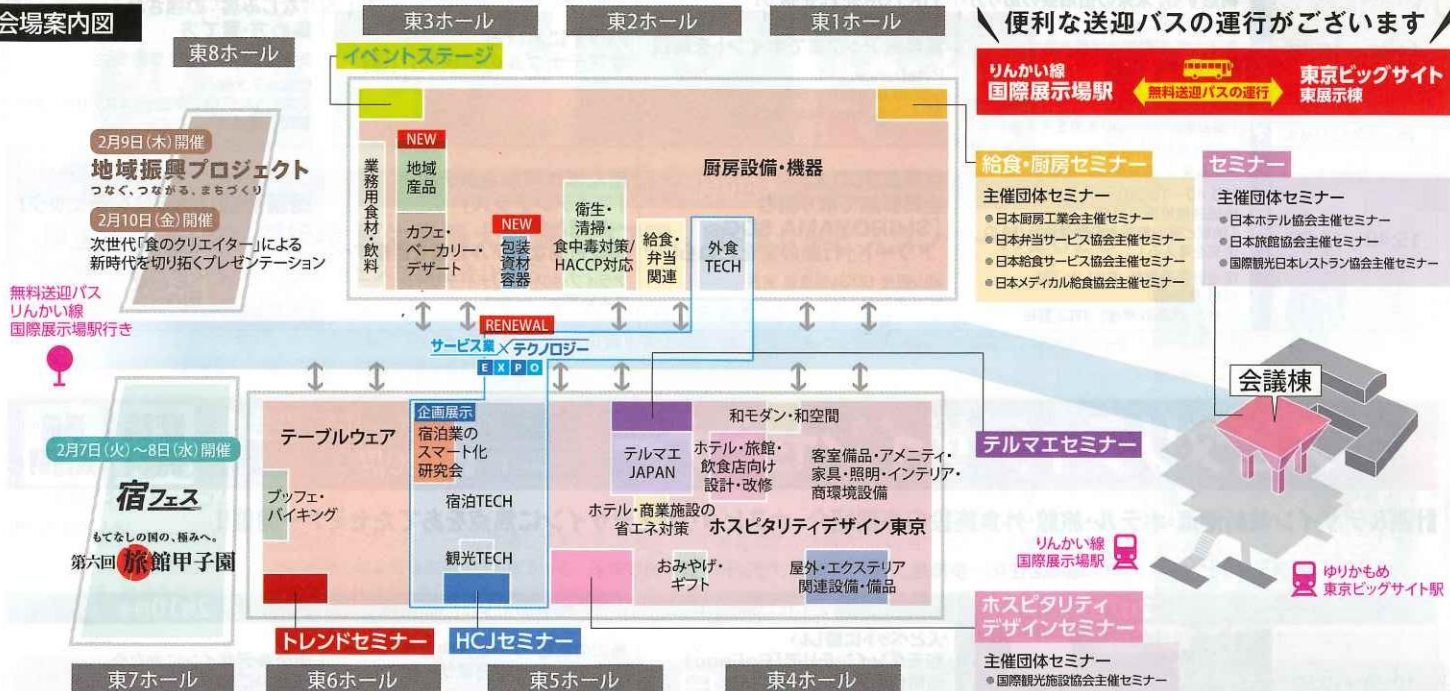 会場案内図
東8ホール
東3ホール
東2ホール
東1ホール
便利な送迎バスの運行がございます
りんかい線
国際展示場駅
無料送迎バスの運行
東京ビッグサイト
東展示棟
イベントステージ
2月9日(木)開催
地域振興プロジェクト
つなぐ、つながる、まちづくり
2月10日(金)開催
次世代「食のクリエイター」による
新時代を切り拓くプレゼンテーション
業務用食材・飲料
NEW
地域
産品
カフェ・
ベーカリー・
デザート
NEW
包装
資材
容器
衛生・
清掃・
食中毒対策/
HACCP対応
給食・
弁当
関連
厨房設備・機器
外食
TECH
給食・厨房セミナー
主催団体セミナー
日本厨房工業会主催セミナー
日本弁当サービス協会主催セミナー
日本給食サービス協会主催セミナー
日本メディカル給食協会主催セミナー
セミナー
主催団体セミナー
日本ホテル協会主催セミナー
日本旅館協会主催セミナー
国際観光日本レストラン協会主催セミナー
無料送迎バス
りんかい線
国際展示場駅行き
RENEWAL
サービス業×テクノロジー
EXPO
会議棟
2月7日(火)~8日(水)開催
宿フェス
もてなしの国の、極みへ。
第六回 旅館甲子園
テーブルウェア
ブッフェ・
バイキング
企画展示
宿泊業の
スマート化
研究会
宿泊TECH
観光TECH
テルマエ
JAPAN
和モダン・和空間
ホテル・旅館・
飲食店向け
設計・改修
客室備品・アメニティ・
家具・照明・インテリア・
商環境設備
ホテル・商業施設の
省エネ対策
ホスピタリティデザイン東京
おみやげ・
ギフト
屋外・エクステリア
関連設備・備品
テルマエセミナー
りんかい線
国際展示場駅
ゆりかもめ
東京ビッグサイト駅
トレンドセミナー
HCJセミナー
ホスピタリティ
デザインセミナー
主催団体セミナー
国際観光施設協会主催セミナー
東7ホール
東6ホール
東5ホール
東4ホール